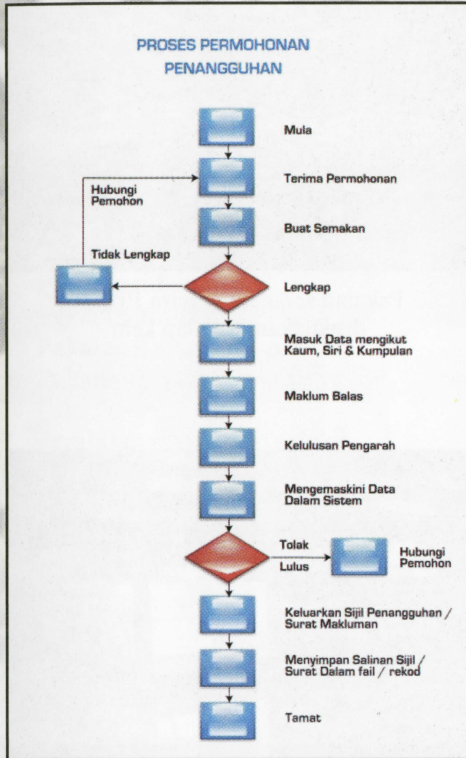 PROSES PERMOHONAN
PENANGGUHAN
Mula
Terima Permohonan
Hubungi
Pemohon
Buat Semakan
Tidak Lengkap
Lengkap
Masuk Data mengikut
Kaum, Siri & Kumpulan
Maklum Balas
Kelulusan Pengarah
Mengemaskini Data
Dalam Sistem
Tolak
Lulus
Hubungi
Pemohon
Keluarkan Sijil Penangguhan /
Surat Makluman
Menyimpan Salinan Sijil /
Surat Dalam fail / rekod
Tamat